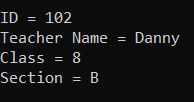 ID = 102
Teacher Name = Danny
Class = 8
Section = B